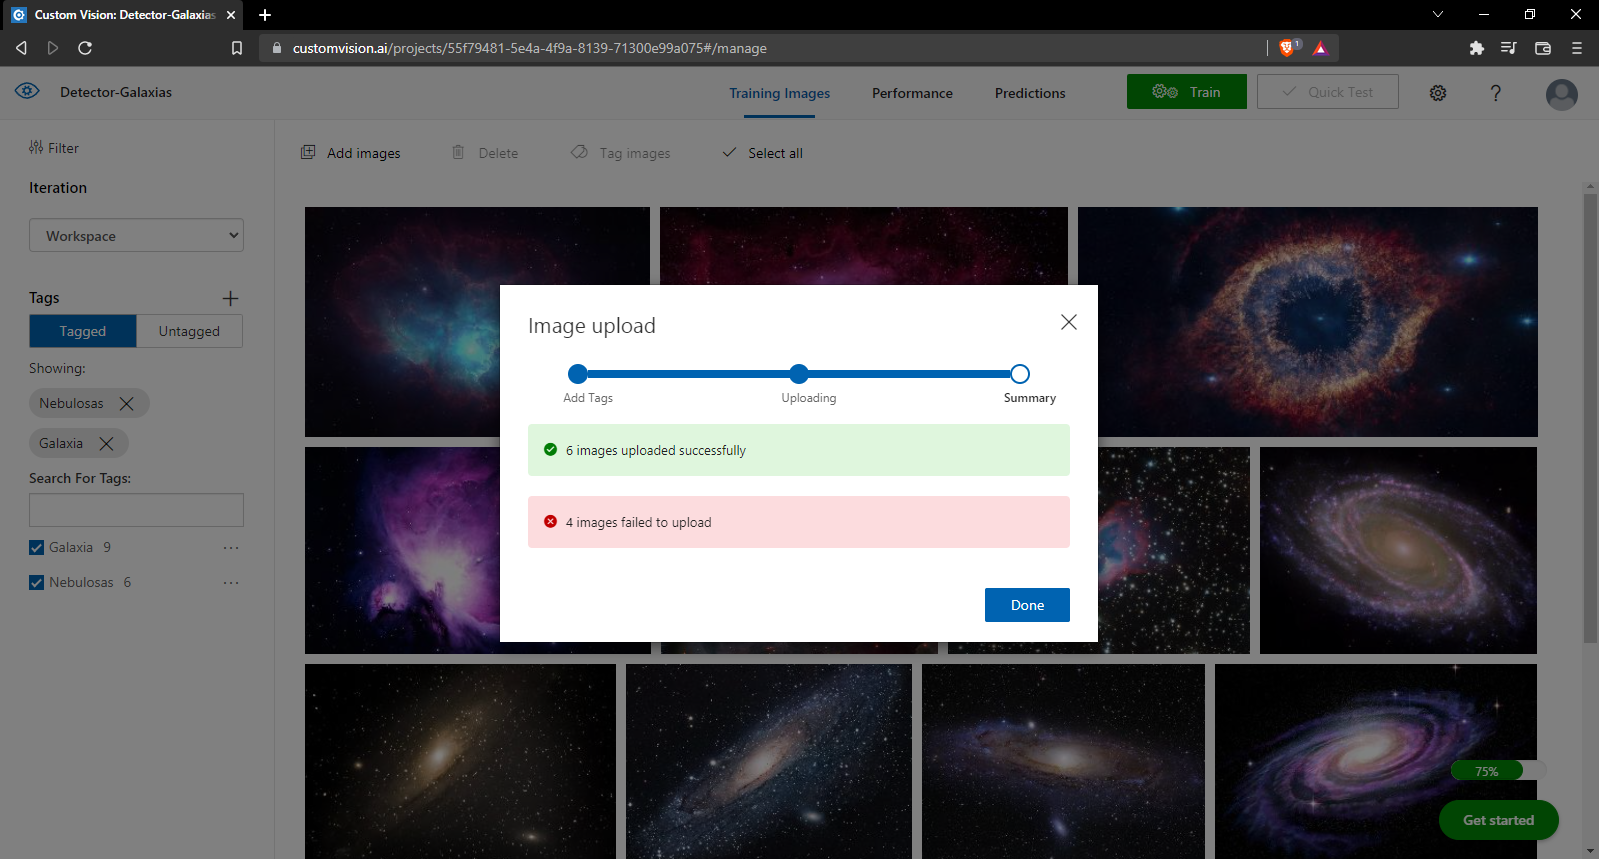 Custom Vision: Detector-Galaxias
customvision.ai/projects/55f79481-5e4a-4f9a-8139-71300e99a075#/manage
1
Detector-Galaxias
Training Images
Performance
Predictions
Train
Quick Test
?
Filter
Add images
Delete
Tag images
Select all
Iteration
Workspace
Tags
Tagged
Untagged
Showing:
Nebulosas
Galaxia
Search For Tags:
Galaxia 9
Nebulosas 6
Image upload
Add Tags
Uploading
Summary
6 images uploaded successfully
4 images failed to upload
Done
75%
Get started